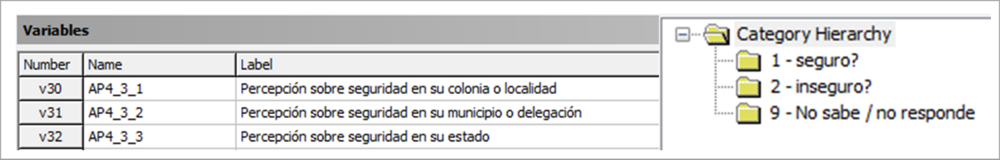 Variables
Number Name Label
v30 AP4_3_1 Percepción sobre seguridad en su colonia o localidad
v31 AP4_3_2 Percepción sobre seguridad en su municipio o delegación
v32 AP4_3_3 Percepción sobre seguridad en su estado
Category Hierarchy
1 - seguro?
2 - inseguro?
9 - No sabe / no responde